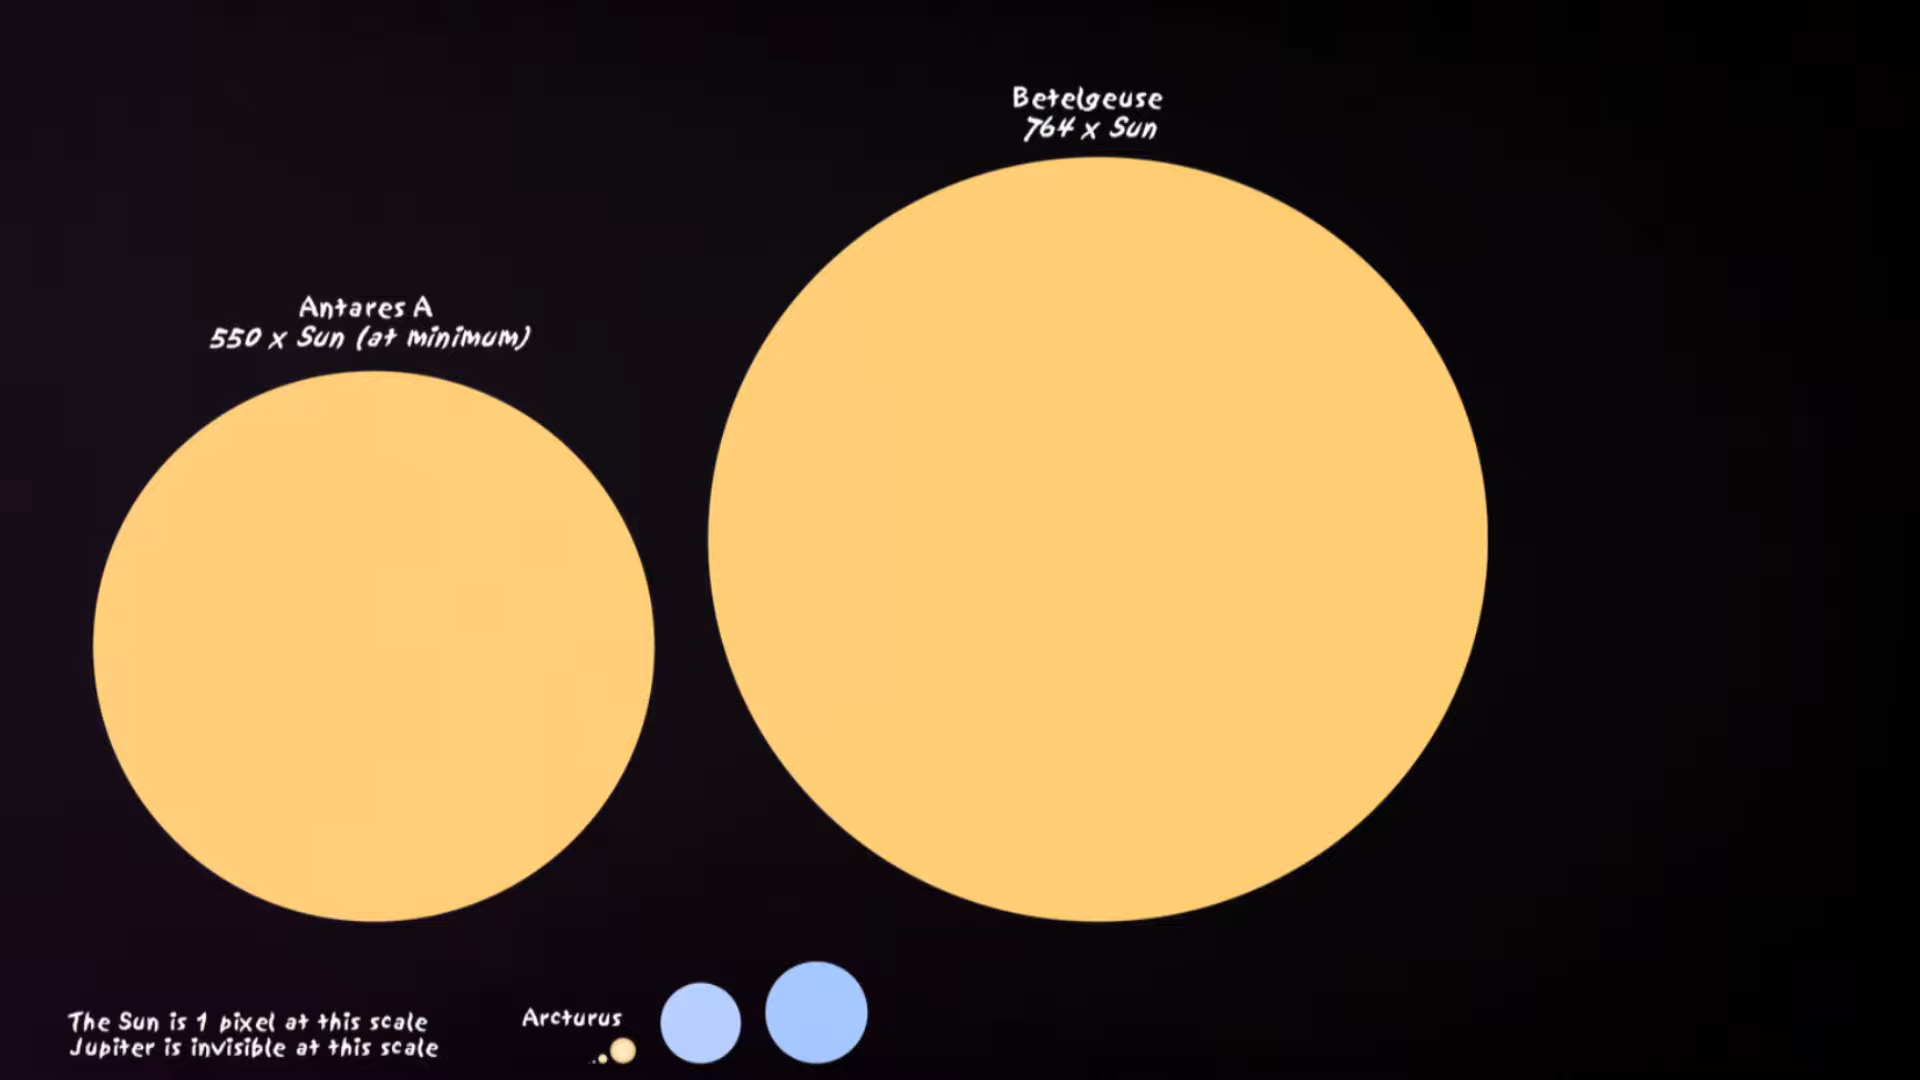 Betelgeuse
764 x Sun
Antares A
550 x Sun (at minimum)
The Sun is 1 pixel at this scale
Jupiter is invisible at this scale
Arcturus